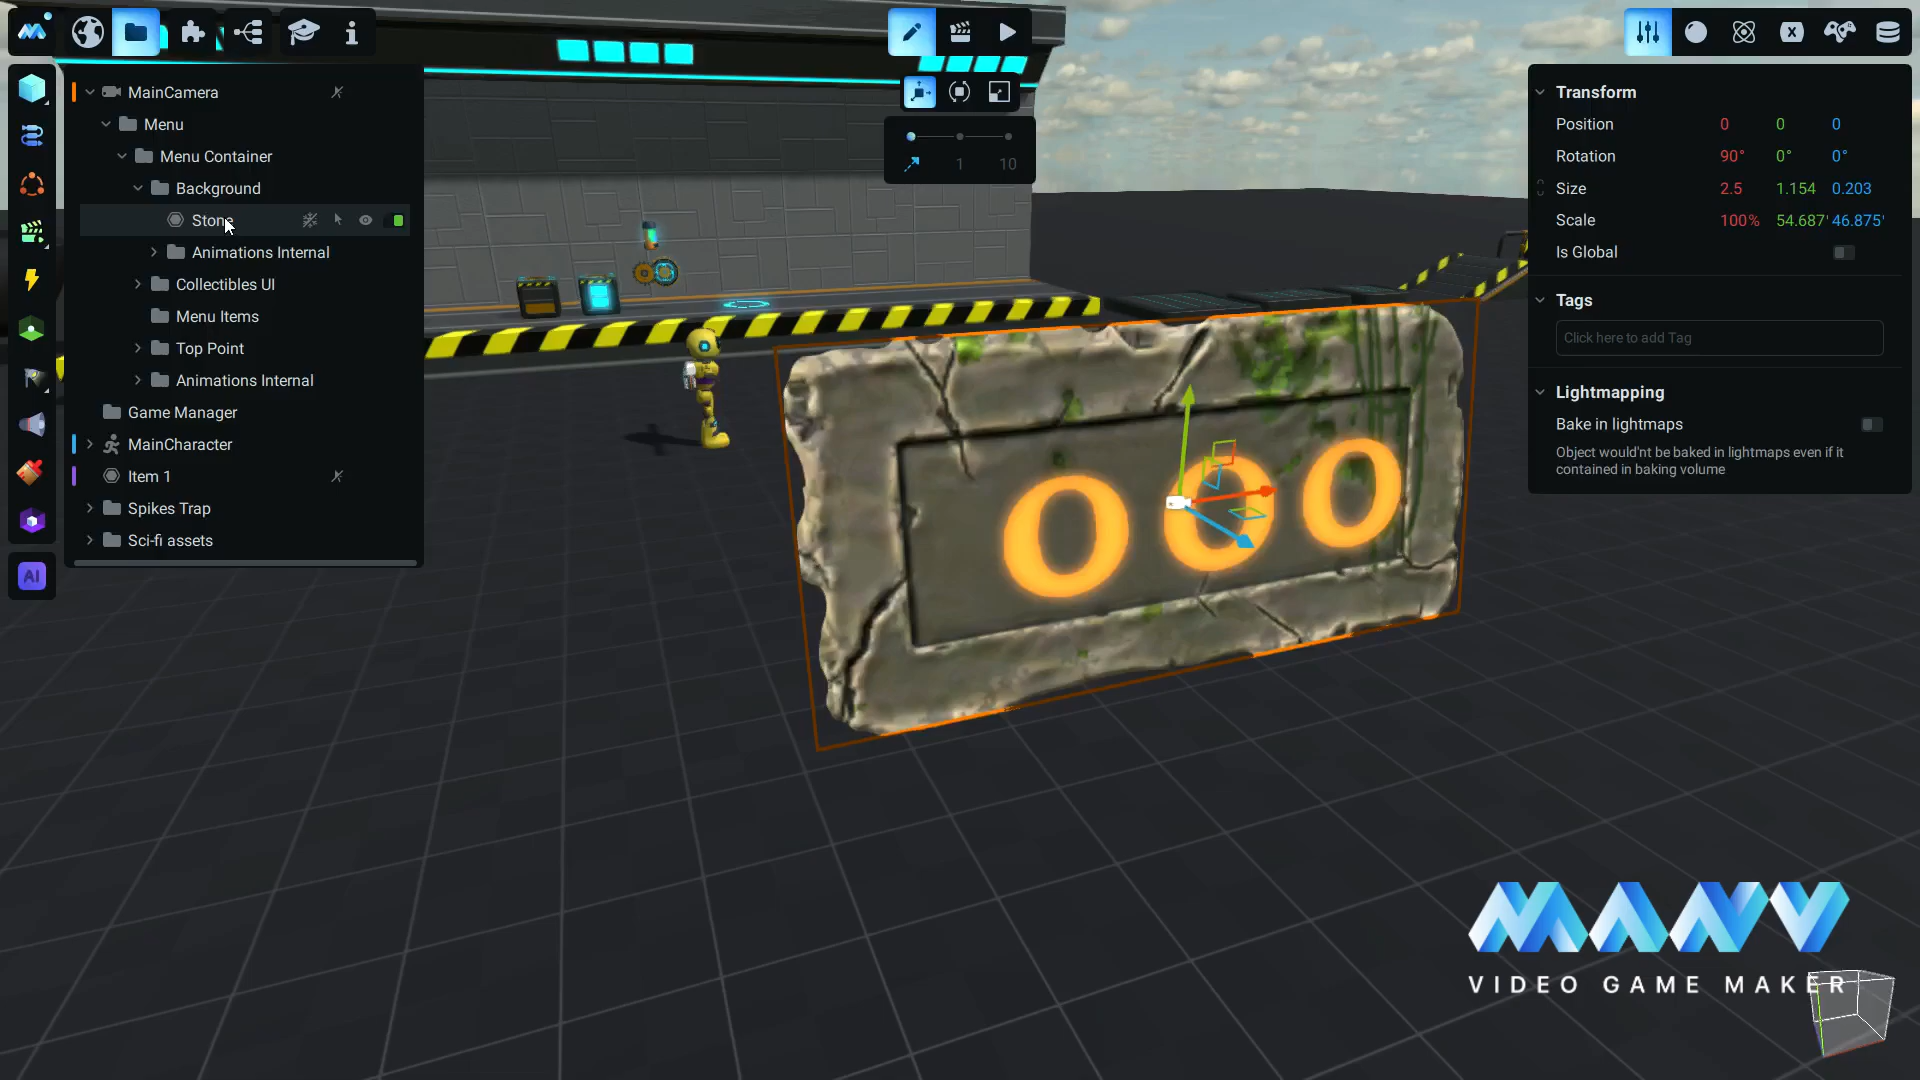 MainCamera
Menu
Menu Container
Background
Stone
Animations Internal
Collectibles UI
Menu Items
Top Point
Animations Internal
Game Manager
MainCharacter
Item 1
Spikes Trap
Sci-fi assets
AI
1 10
Transform
Position 0 0 0
Rotation 90° 0° 0°
Size 2.5 1.154 0.203
Scale 100% 54.687 46.875
Is Global
Tags
Click here to add Tag
Lightmapping
Bake in lightmaps
Object would'nt be baked in lightmaps even if it
contained in baking volume
0 0 0
MANV
VIDEO GAME MAKER